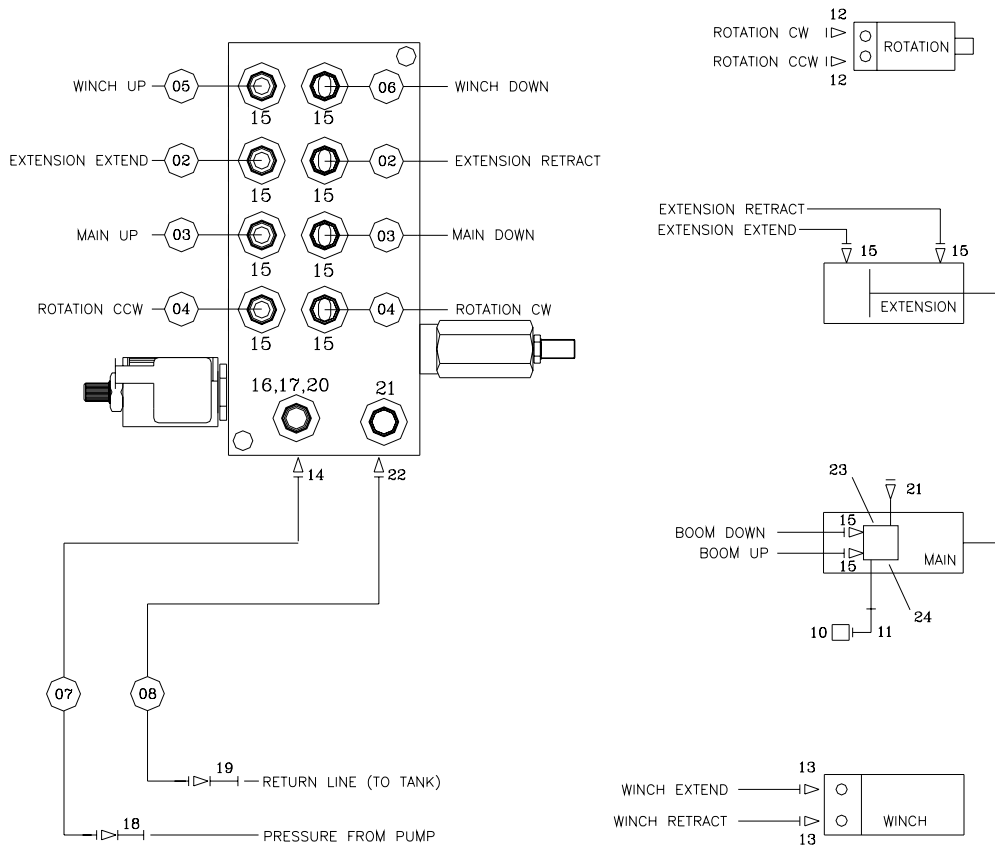 WINCH UP 05 15 15 06 WINCH DOWN
EXTENSION EXTEND 02 15 15 02 EXTENSION RETRACT
MAIN UP 03 15 15 03 MAIN DOWN
ROTATION CCW 04 15 15 04 ROTATION CW
16,17,20 21
14 22
07 08
19 RETURN LINE (TO TANK)
18 PRESSURE FROM PUMP
12
ROTATION CW
ROTATION CCW
ROTATION
12
EXTENSION RETRACT
EXTENSION EXTEND
15 15
EXTENSION
23
21
15
BOOM DOWN
BOOM UP
15
MAIN
24
10 11
13
WINCH EXTEND
WINCH RETRACT
WINCH
13